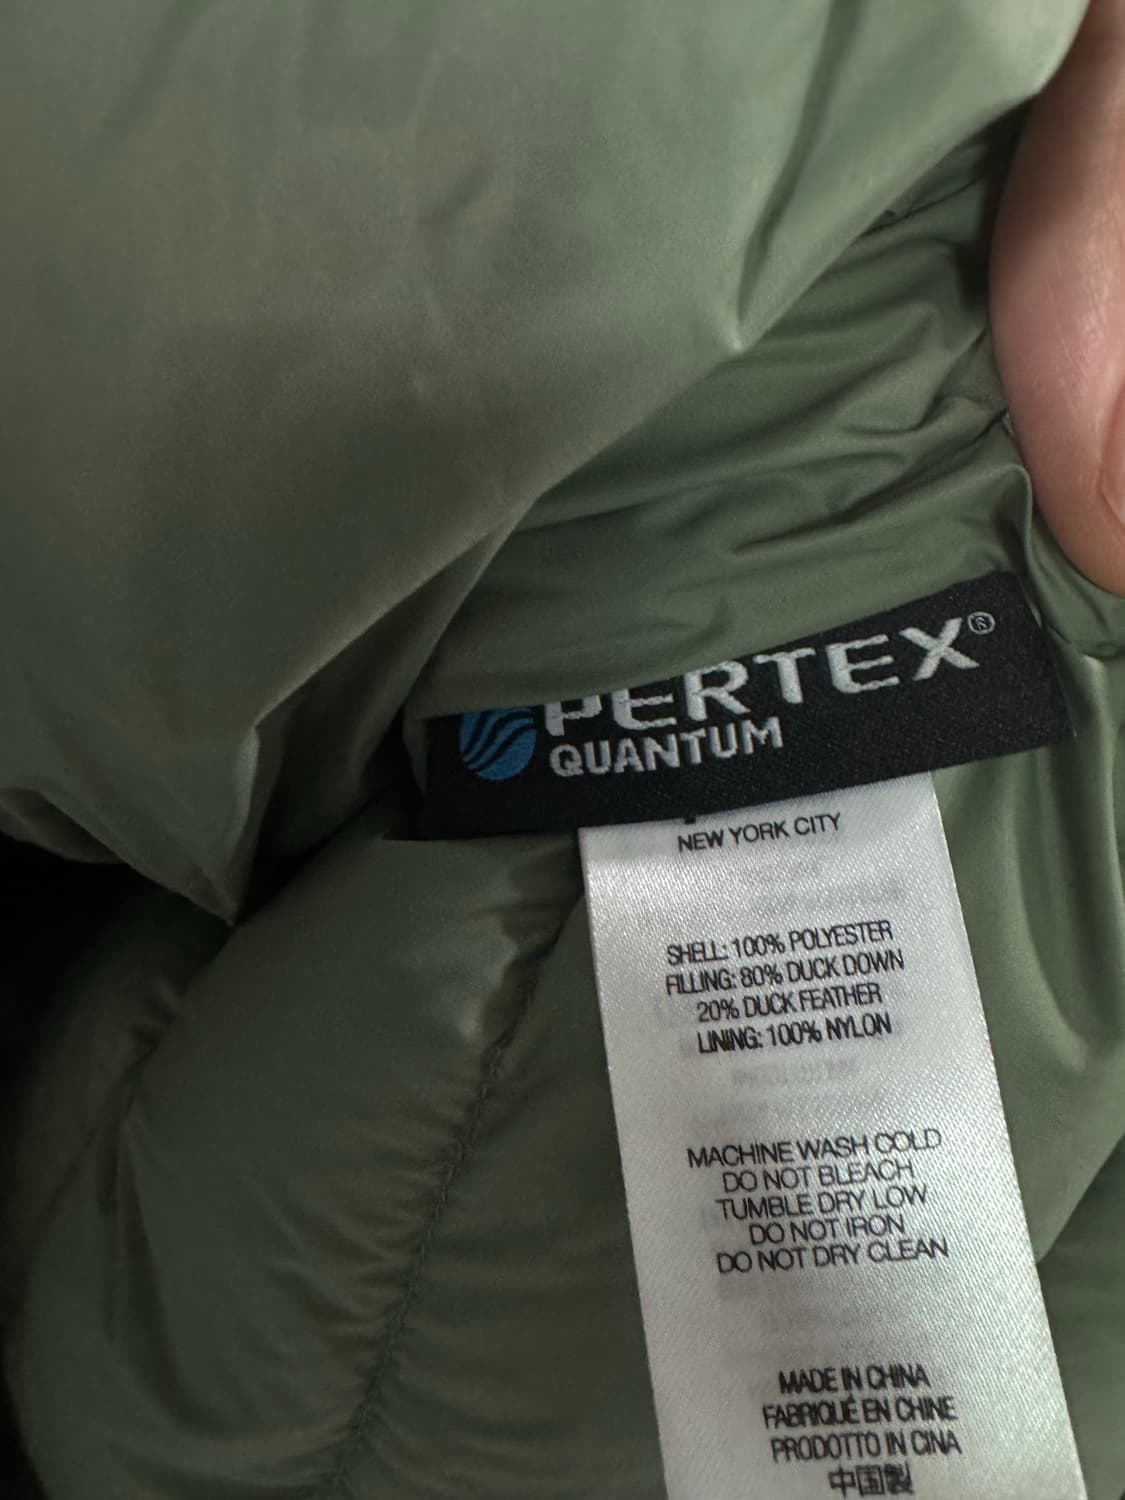 PERTEX®
QUANTUM
NEW YORK CITY
SHELL: 100% POLYESTER
FILLING: 80% DUCK DOWN
20% DUCK FEATHER
LINING: 100% NYLON
MACHINE WASH COLD
DO NOT BLEACH
TUMBLE DRY LOW
DO NOT IRON
DO NOT DRY CLEAN
MADE IN CHINA
FABRIQUÉ EN CHINE
PRODOTTO IN CINA
中国製